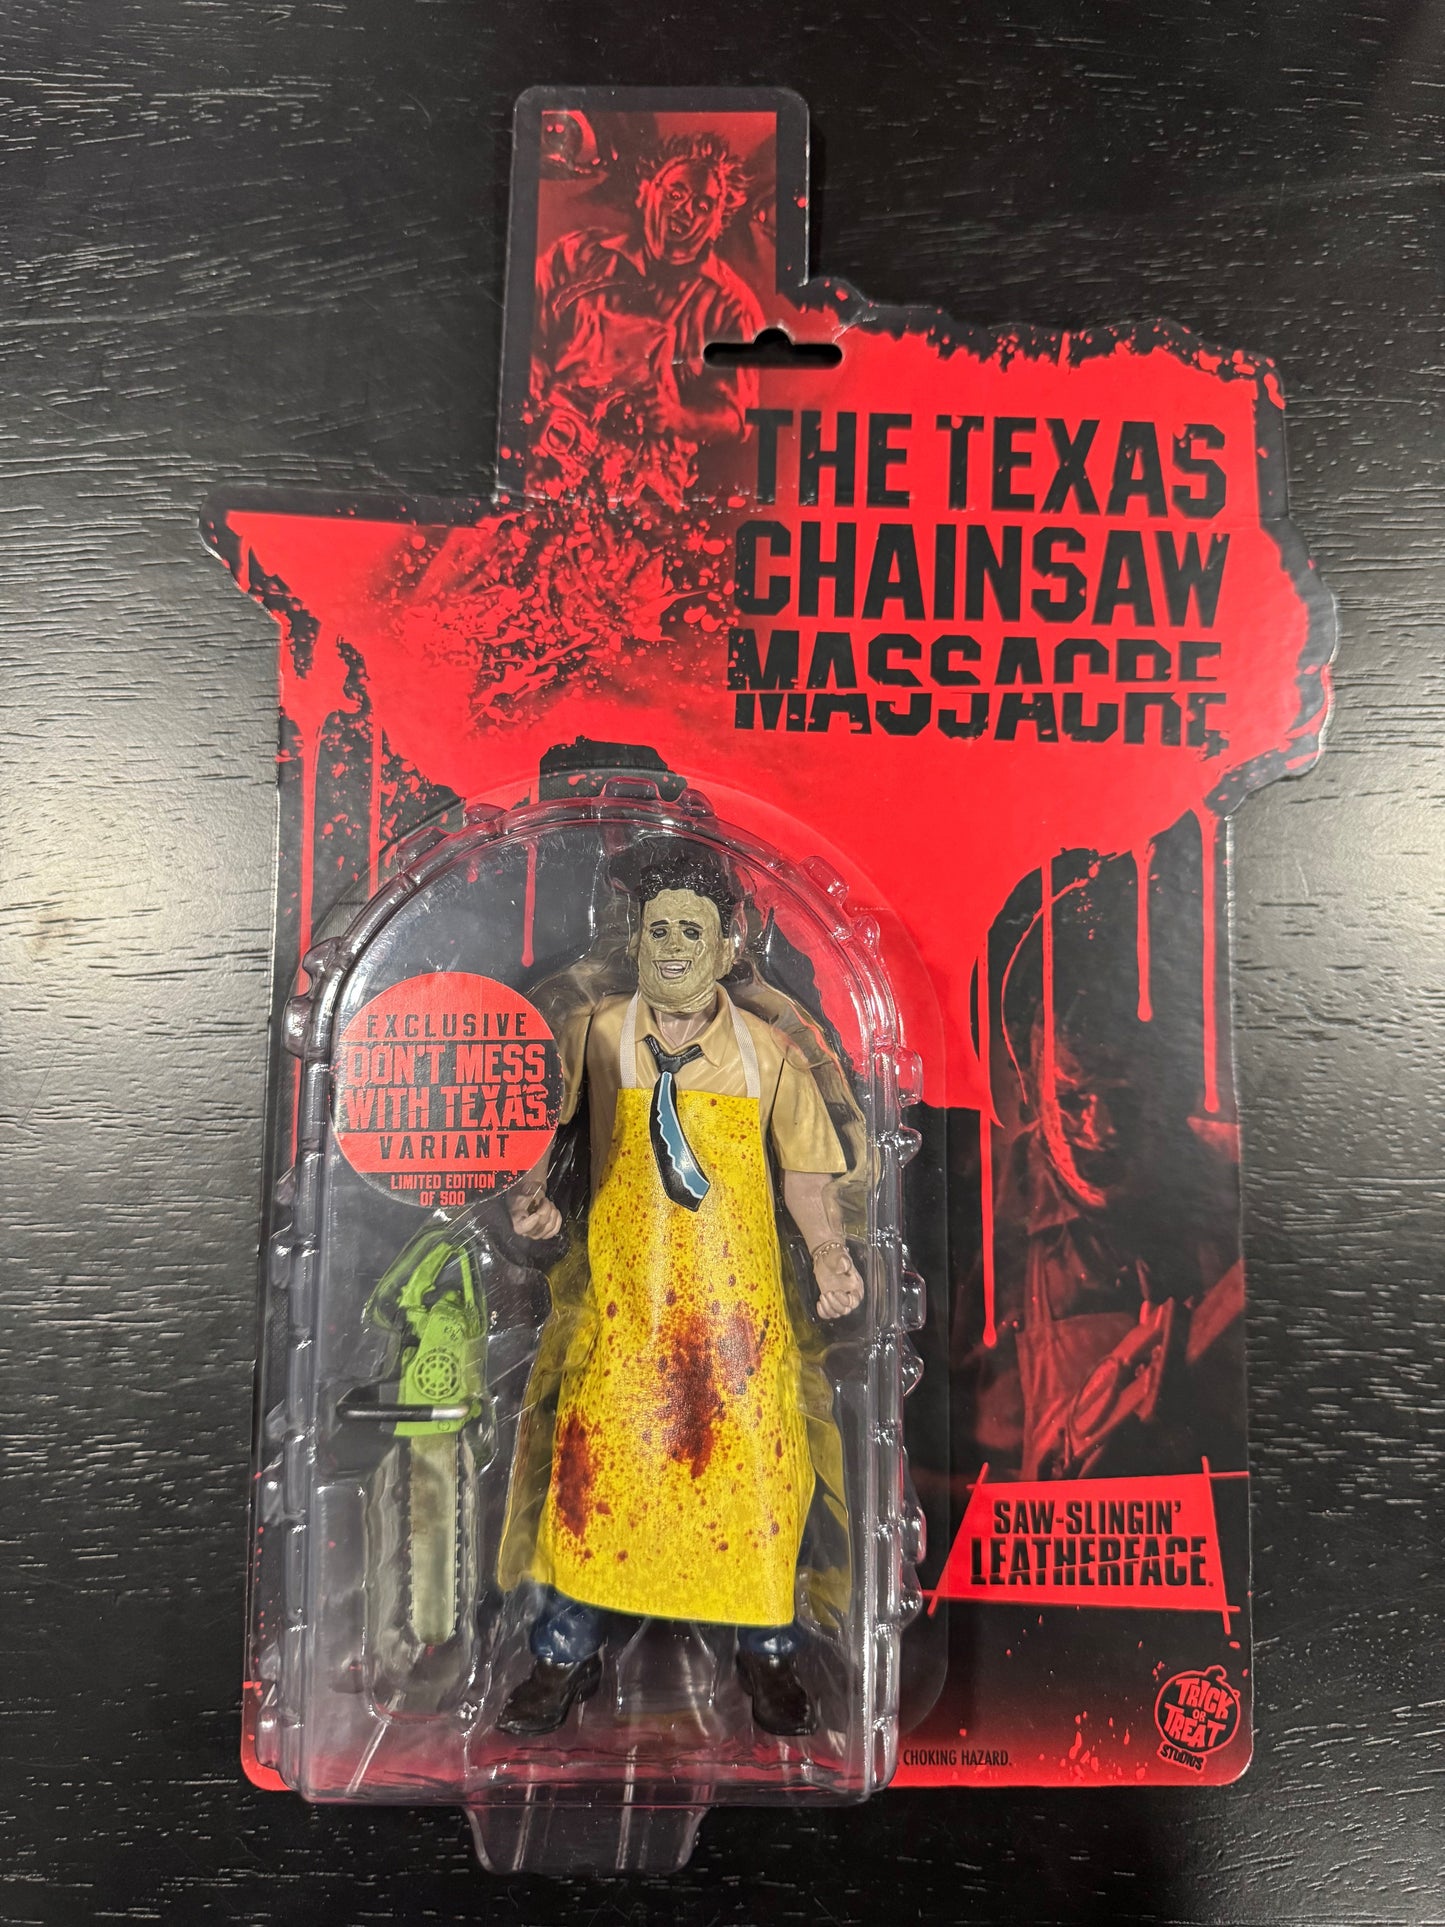 THE TEXAS
CHAINSAW
MASSACRE
EXCLUSIVE
DON'T MESS
WITH TEXAS
VARIANT
LIMITED EDITION
OF 500
SAW-SLINGIN'
LEATHERFACE
TRICK
OR
TREAT
STUDIOS
CHOKING HAZARD.